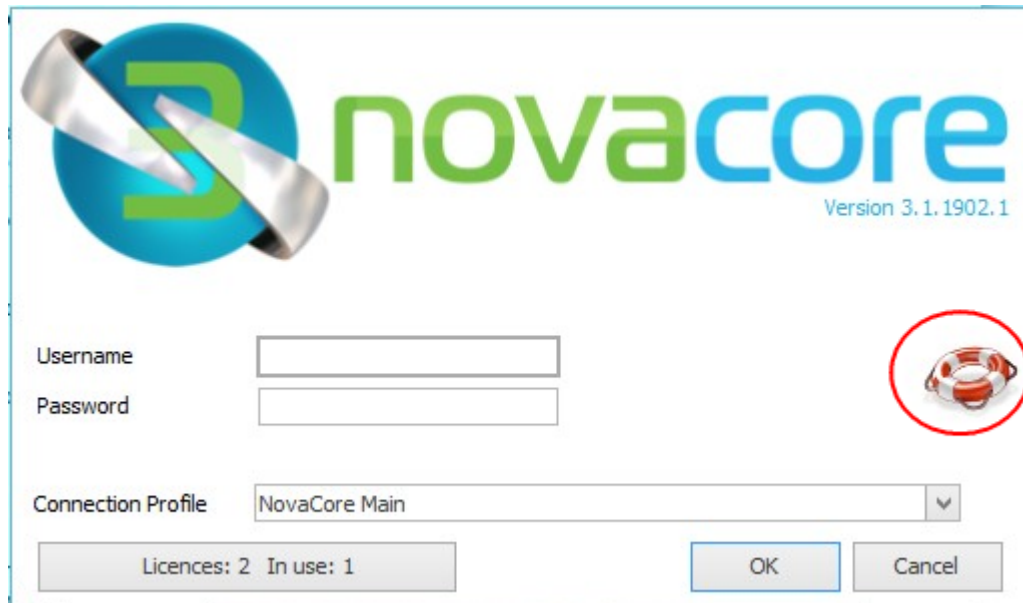 3 novacore
Version 3.1.1902.1
Username
Password
Connection Profile NovaCore Main
Licences: 2 In use: 1 OK Cancel